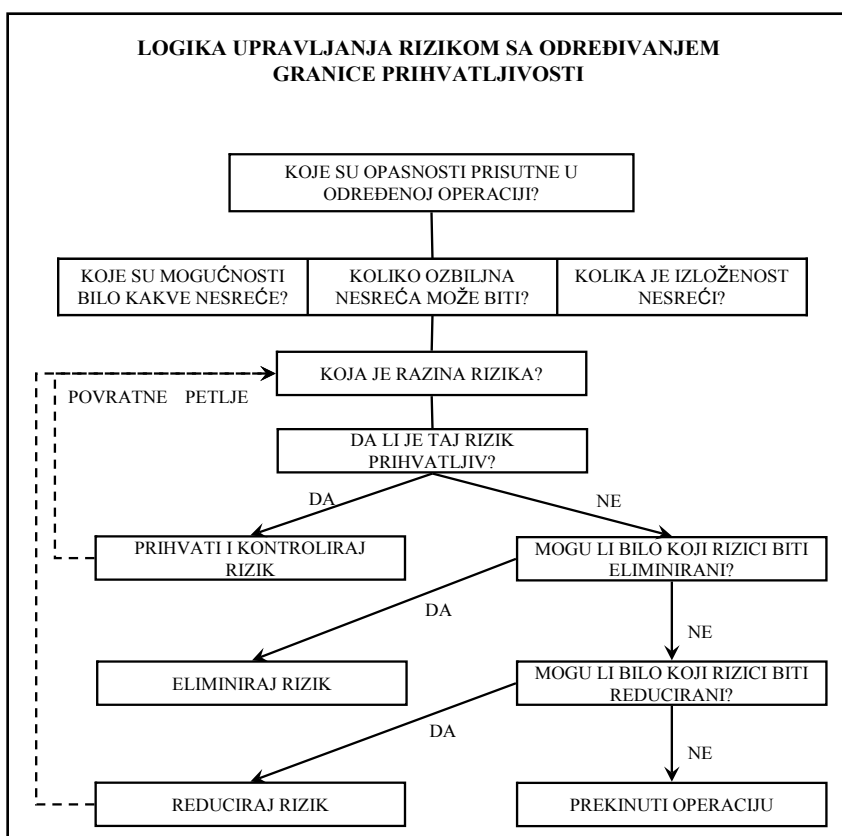 LOGIKA UPRAVLJANJA RIZIKOM SA ODREĐIVANJEM
GRANICE PRIHVATLJIVOSTI
KOJE SU OPASNOSTI PRISUTNE U
ODREĐENOJ OPERACIJI?
KOJE SU MOGUĆNOSTI
BILO KAKVE NESREĆE?
KOLIKO OZBILJNA
NESREĆA MOŽE BITI?
KOLIKA JE IZLOŽENOST
NESREĆI?
KOJA JE RAZINA RIZIKA?
POVRATNE PETLJE
DA LI JE TAJ RIZIK
PRIHVATLJIV?
DA
NE
PRIHVATI I KONTROLIRAJ
RIZIK
MOGU LI BILO KOJI RIZICI BITI
ELIMINIRANI?
DA
NE
ELIMINIRAJ RIZIK
MOGU LI BILO KOJI RIZICI BITI
REDUCIRANI?
DA
NE
REDUCIRAJ RIZIK
PREKINUTI OPERACIJU